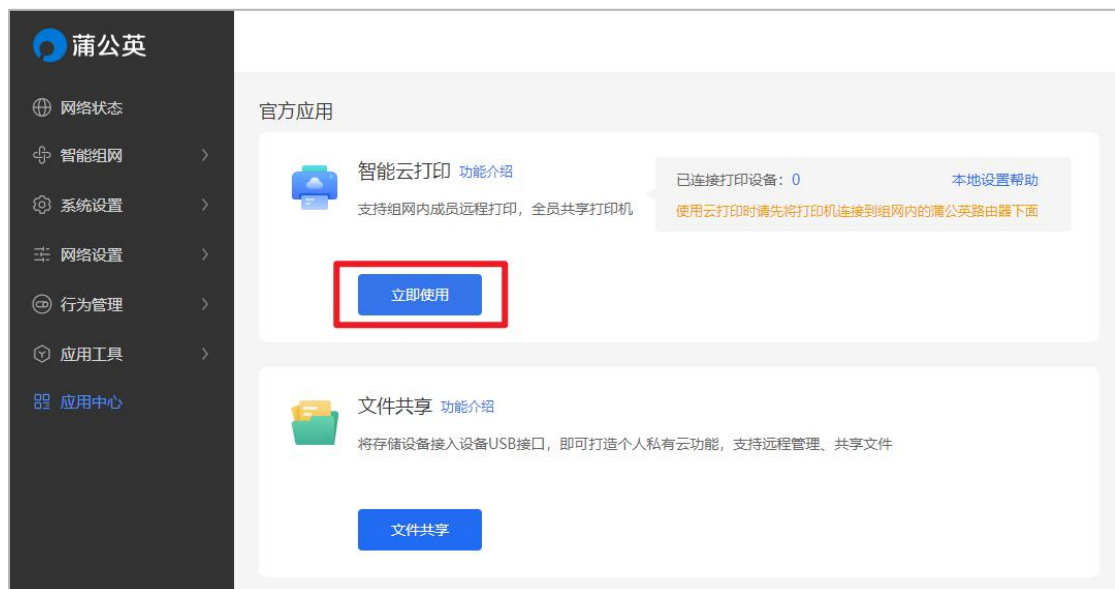 蒲公英
网络状态
智能组网
系统设置
网络设置
行为管理
应用工具
应用中心
官方应用
智能云打印 功能介绍
支持组网内成员远程打印，全员共享打印机
已连接打印设备：0 本地设置帮助
使用云打印时请先将打印机连接到组网内的蒲公英路由器下面
立即使用
文件共享 功能介绍
将存储设备接入设备USB接口，即可打造个人私有云功能，支持远程管理、共享文件
文件共享